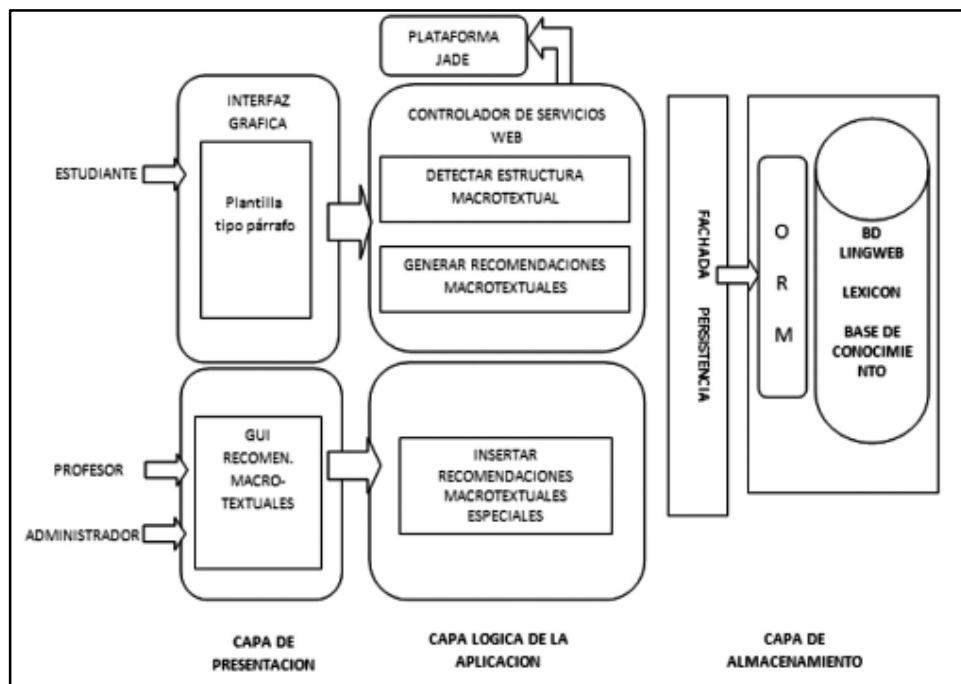 PLATAFORMA
JADE
INTERFAZ
GRAFICA
CONTROLADOR DE SERVICIOS
WEB
ESTUDIANTE
Plantilla
tipo párrafo
DETECTAR ESTRUCTURA
MACROTEXTUAL
GENERAR RECOMENDACIONES
MACROTEXTUALES
FACHADA PERSISTENCIA
O
R
M
BD
LINGWEB
LEXICON
BASE DE
CONOCIMIE
NTO
PROFESOR
ADMINISTRADOR
GUI
RECOMEN.
MACRO-
TEXTUALES
INSERTAR
RECOMENDACIONES
MACROTEXTUALES
ESPECIALES
CAPA DE
PRESENTACION
CAPA LOGICA DE LA
APLICACION
CAPA DE
ALMACENAMIENTO